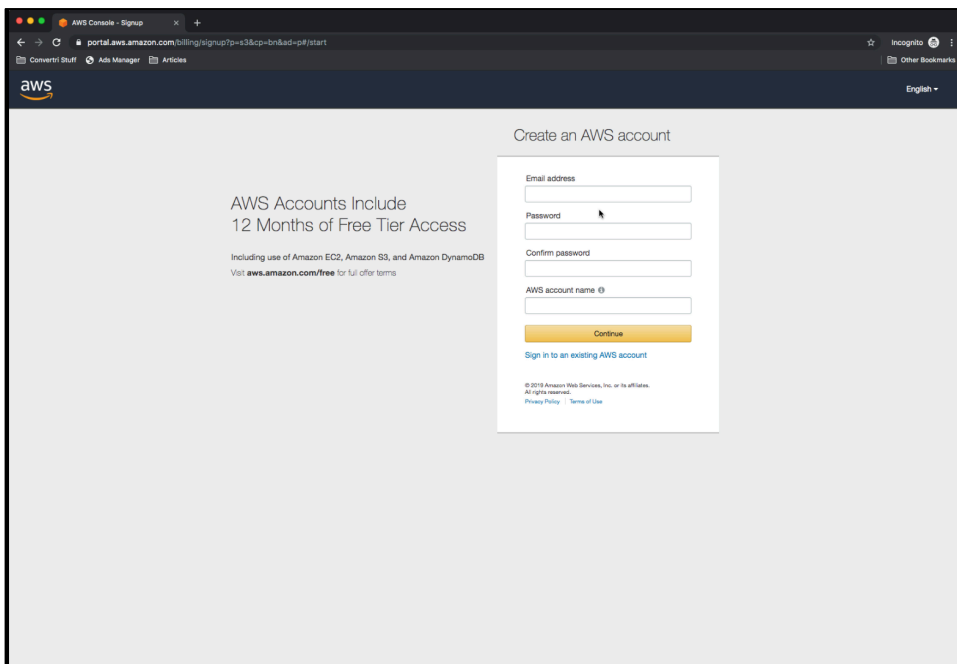 AWS Console - Signup
portal.aws.amazon.com/billing/signup?p=s3&cp=bn&ad=p#/start
Incognito
Convertri Stuff
Ads Manager
Articles
Other Bookmarks
aws
English
Create an AWS account
AWS Accounts Include
12 Months of Free Tier Access
Including use of Amazon EC2, Amazon S3, and Amazon DynamoDB
Visit aws.amazon.com/free for full offer terms
Email address
Password
Confirm password
AWS account name
Continue
Sign in to an existing AWS account
© 2019 Amazon Web Services, Inc. or its affiliates.
All rights reserved.
Privacy Policy | Terms of Use